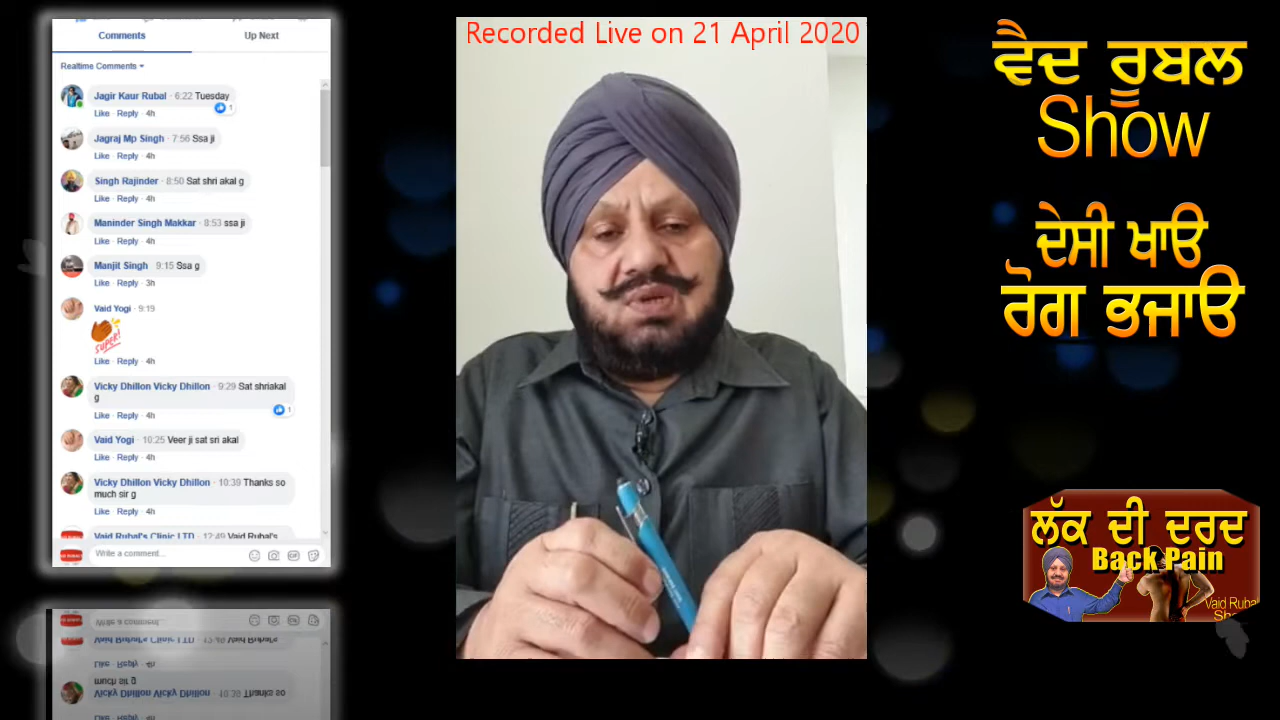 Comments
Up Next
Realtime Comments
Jagir Kaur Rubal · 6:22 Tuesday
1
Like · Reply · 4h
Jagraj Mp Singh · 7:56 Ssa ji
Like · Reply · 4h
Singh Rajinder · 8:50 Sat shri akal g
Like · Reply · 4h
Maninder Singh Makkar · 8:53 ssa ji
Like · Reply · 4h
Manjit Singh · 9:15 Ssa g
Like · Reply · 3h
Vaid Yogi · 9:19
SUPER!
Like · Reply · 4h
Vicky Dhillon Vicky Dhillon · 9:29 Sat shriakal
g
1
Like · Reply · 4h
Vaid Yogi · 10:25 Veer ji sat sri akal
Like · Reply · 4h
Vicky Dhillon Vicky Dhillon · 10:39 Thanks so
much sir g
Like · Reply · 4h
Vaid Rubal's Clinic LTD · 12:49 Vaid Rubal's
Write a comment...
Recorded Live on 21 April 2020
ਵੈਦ ਰੂਬਲ
Show
ਦੇਸੀ ਖਾਓ
ਰੋਗ ਭਜਾਓ
ਲੱਕ ਦੀ ਦਰਦ
Back Pain
Vaid Rubal
Sh